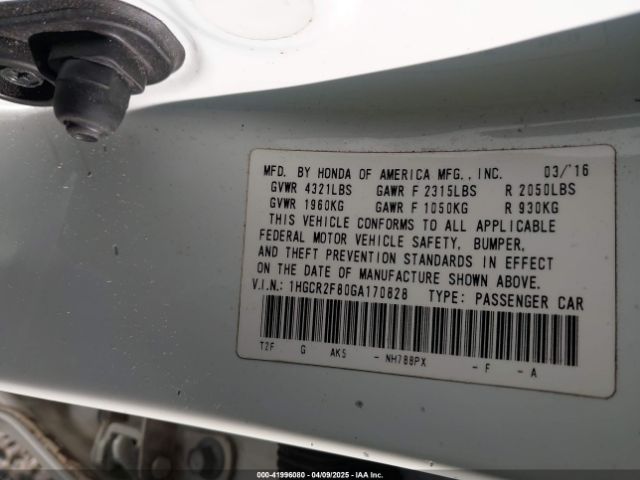 MFD. BY HONDA OF AMERICA MFG., INC. 03/'16
GVWR 4321LBS GAWR F 2315LBS R 2050LBS
GVWR 1960KG GAWR F 1050KG R 930KG
THIS VEHICLE CONFORMS TO ALL APPLICABLE
FEDERAL MOTOR VEHICLE SAFETY, BUMPER,
AND THEFT PREVENTION STANDARDS IN EFFECT
ON THE DATE OF MANUFACTURE SHOWN ABOVE.
V.I.N.: 1HGCR2F80GA170828 TYPE: PASSENGER CAR
T2F G AKS - NH788PX - F - A
000-41996080 - 04/09/2025 - IAAI Inc.